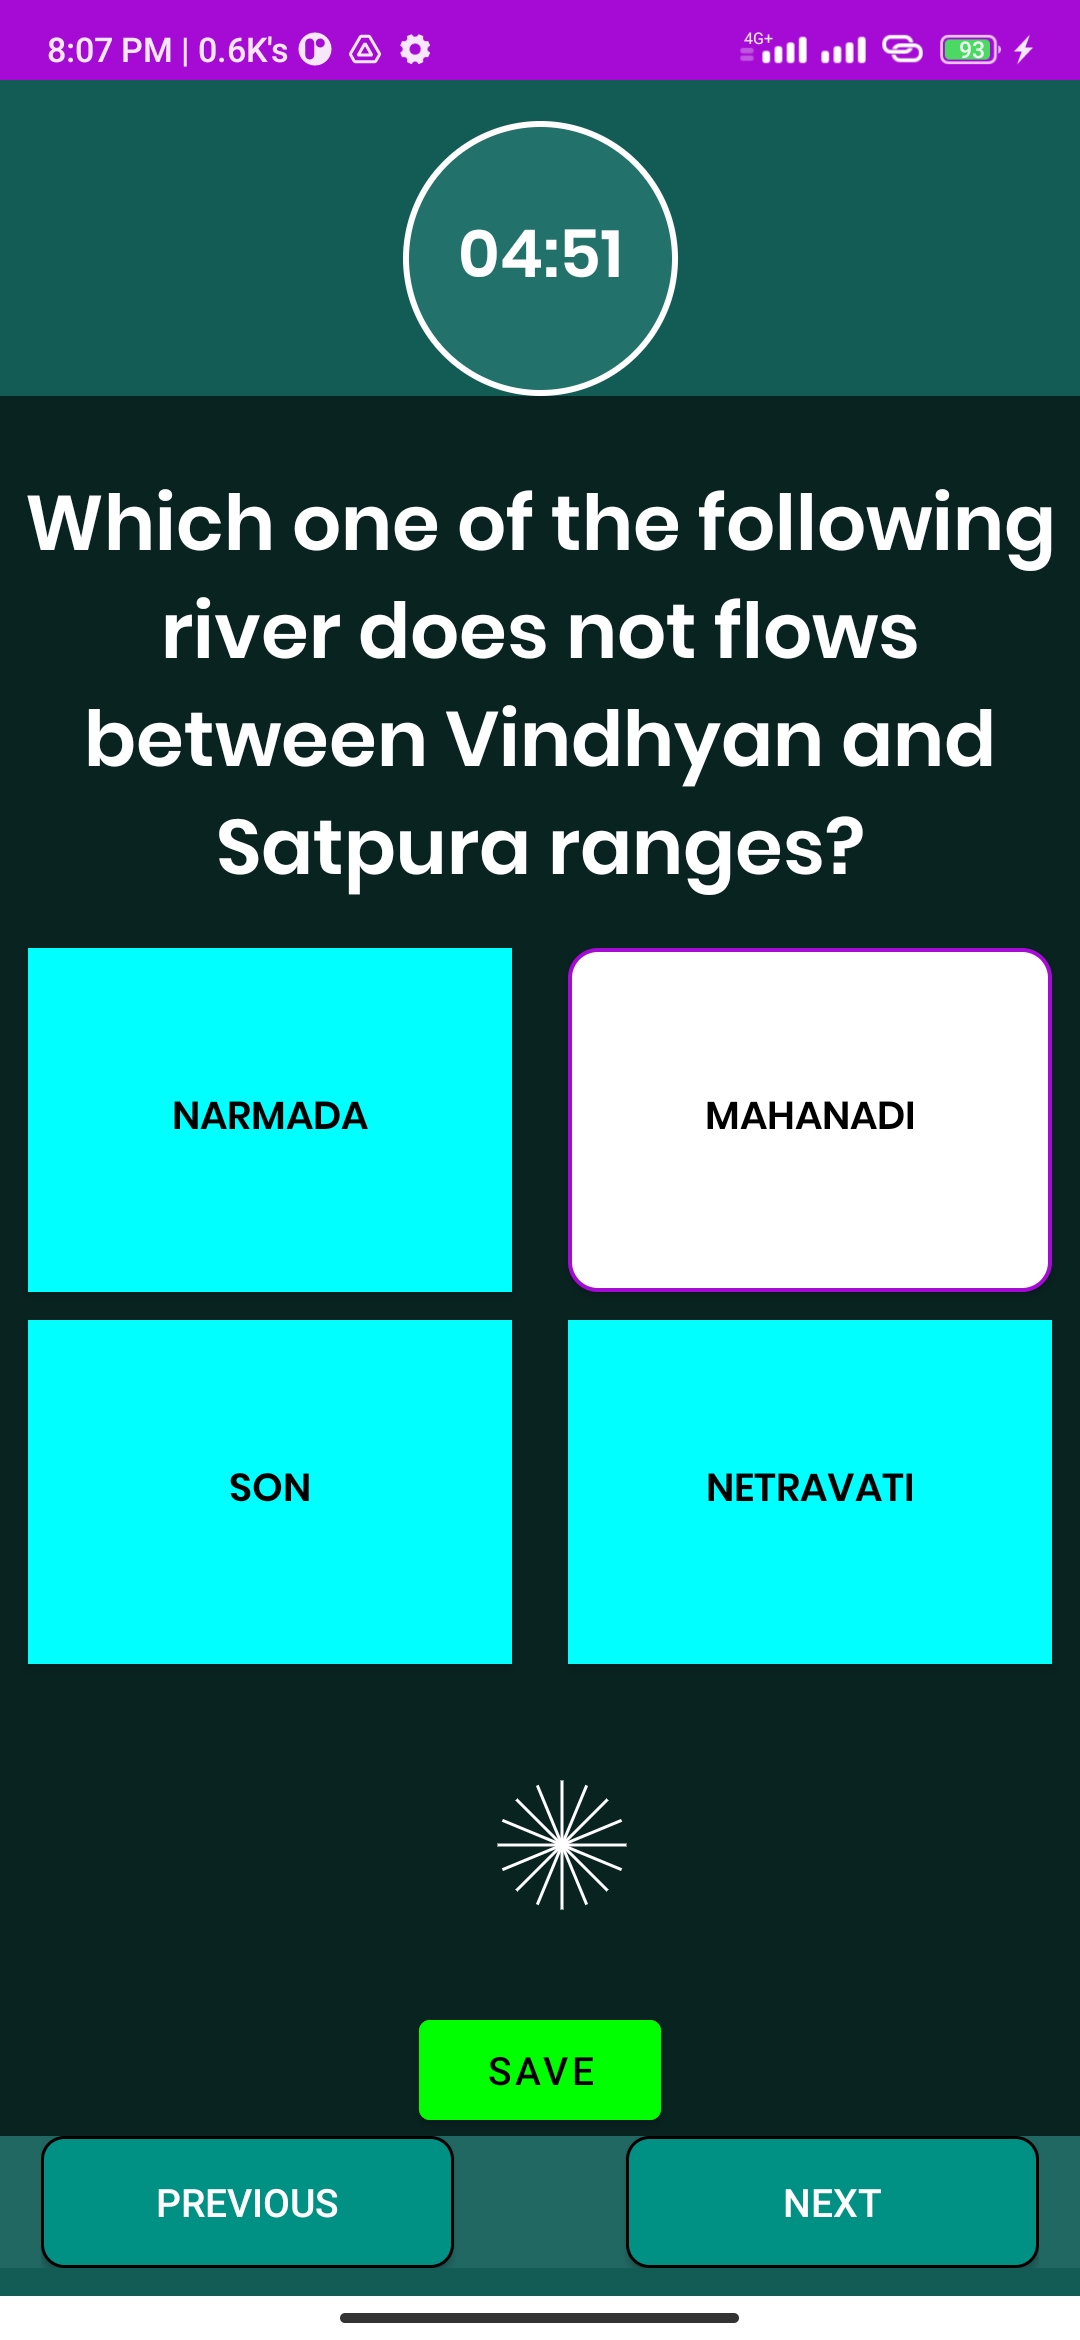 8:07 PM | 0.6K's 4G+ 93
04:51
Which one of the following
river does not flows
between Vindhyan and
Satpura ranges?
NARMADA
MAHANADI
SON
NETRAVATI
SAVE
PREVIOUS
NEXT